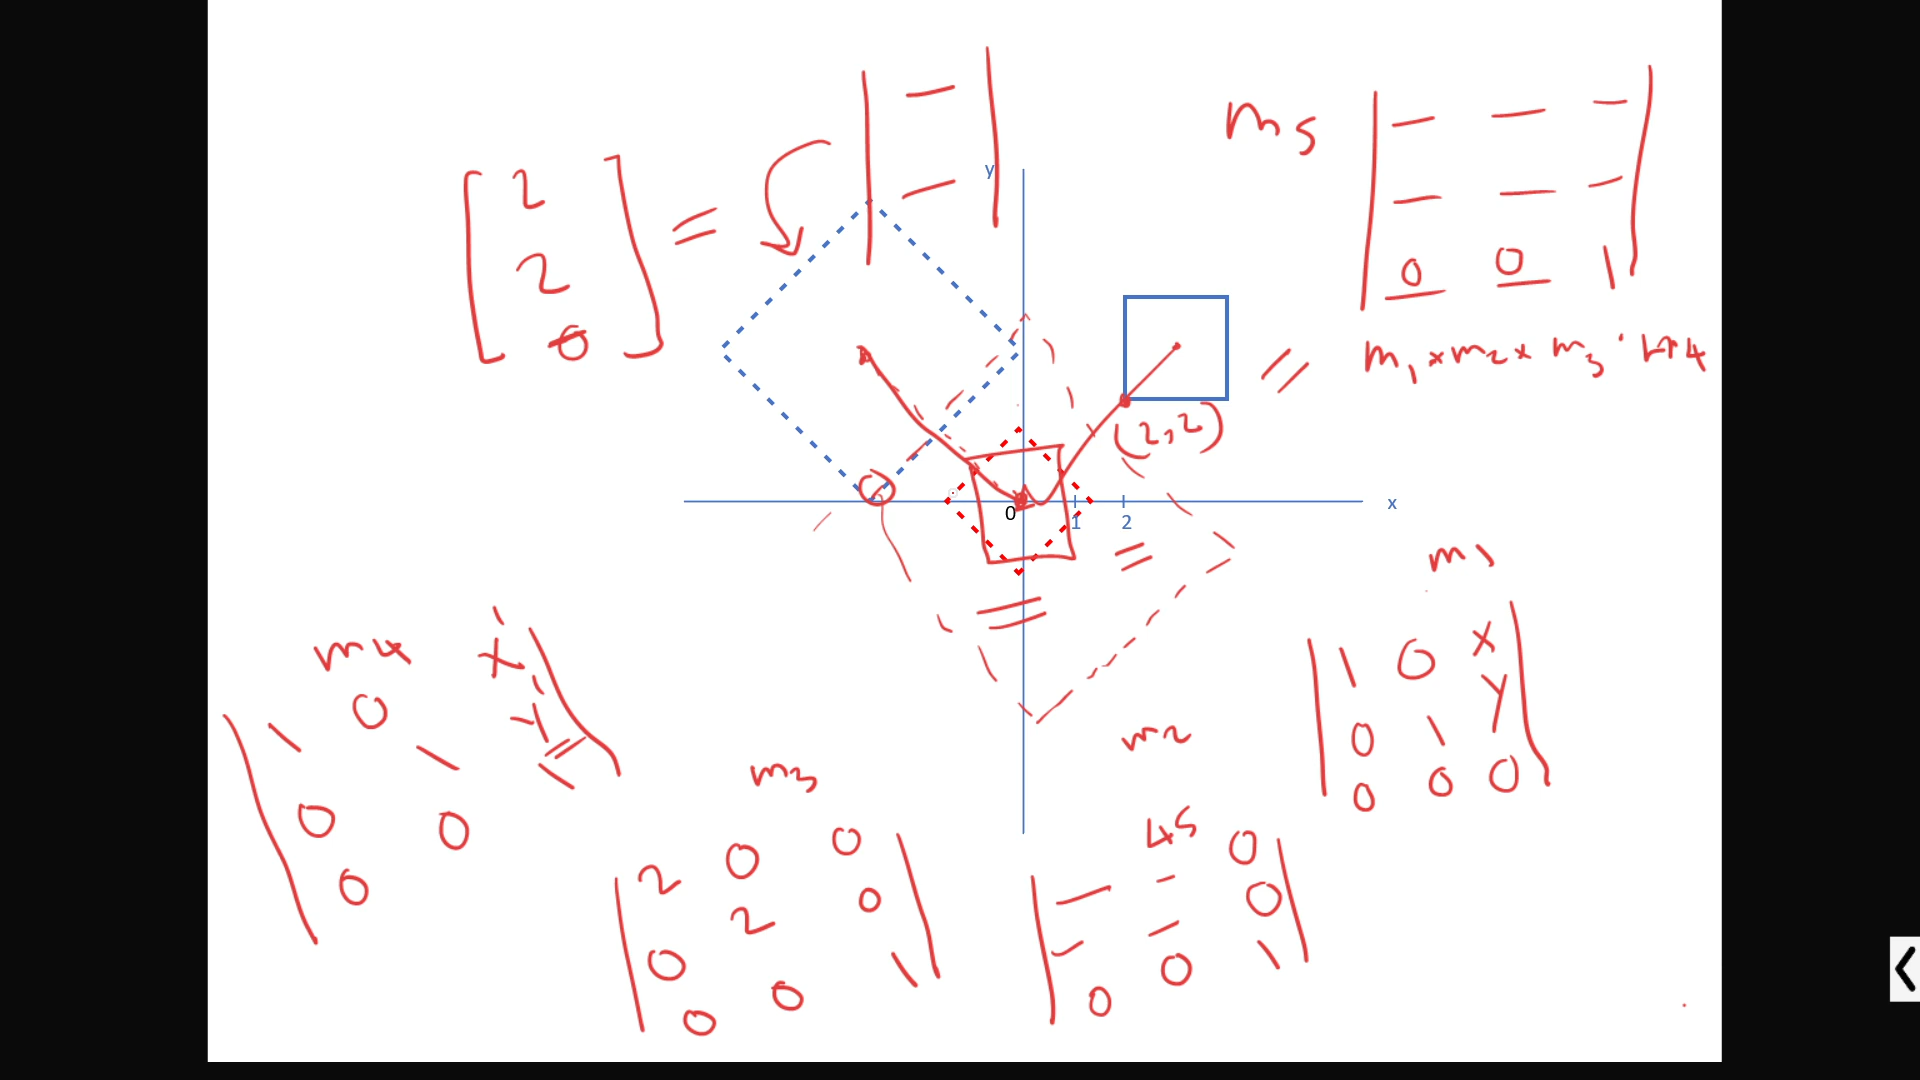 m5
y
2
2
0
=
— — —
— — —
0 0 1
=
m1 × m2 × m3 · m4
(2,2)
x
0
1
2
=
=
m1
1 0 x
0 1 y
0 0 0
m2
45
— - 0
- — 0
0 0 1
m3
2 0 0
0 2 0
0 0 1
m4
1 0 x
0 1 y
0 0 1